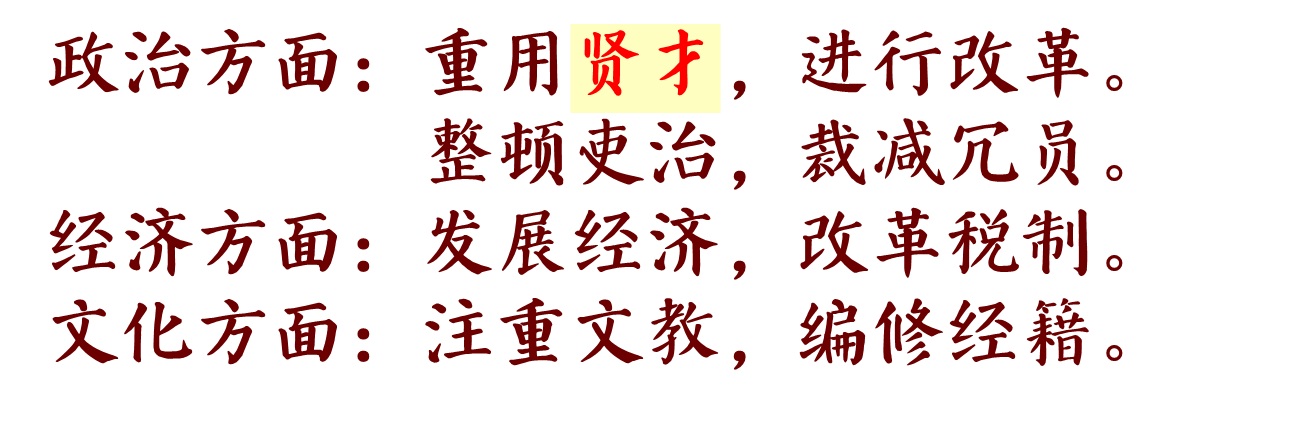 政治方面：重用贤才，进行改革。
整顿吏治，裁减冗员。
经济方面：发展经济，改革税制。
文化方面：注重文教，编修经籍。